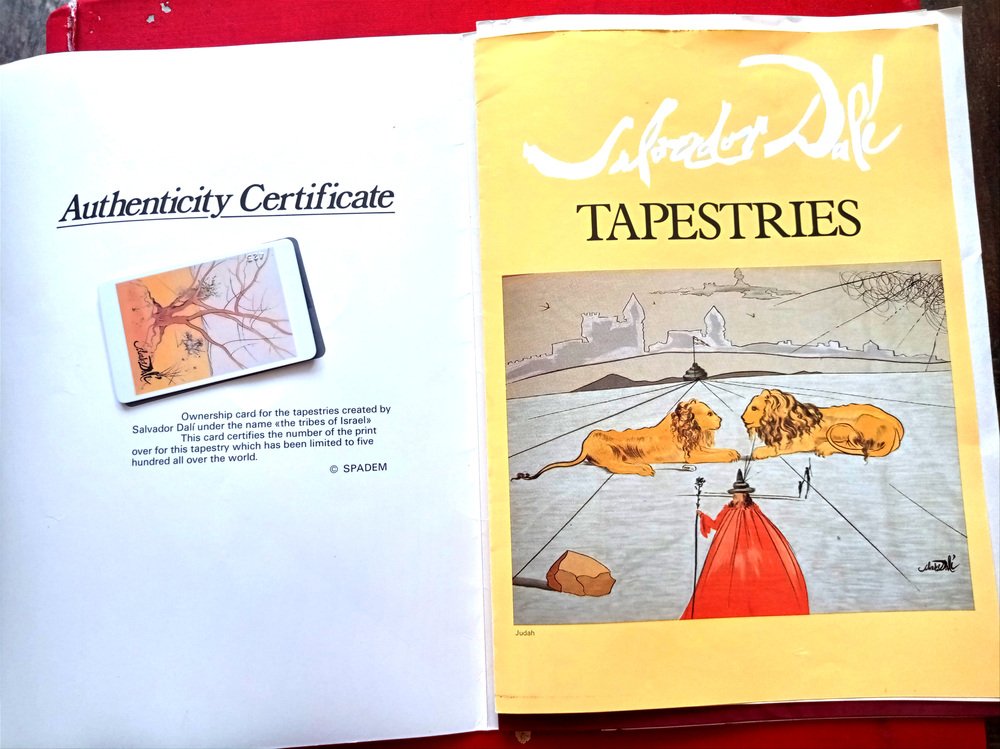 Authenticity Certificate
Dalí
Ownership card for the tapestries created by
Salvador Dalí under the name «the tribes of Israel»
This card certifies the number of the print
over for this tapestry which has been limited to five
hundred all over the world.
© SPADEM
Salvador Dalí
TAPESTRIES
Dalí
Judah